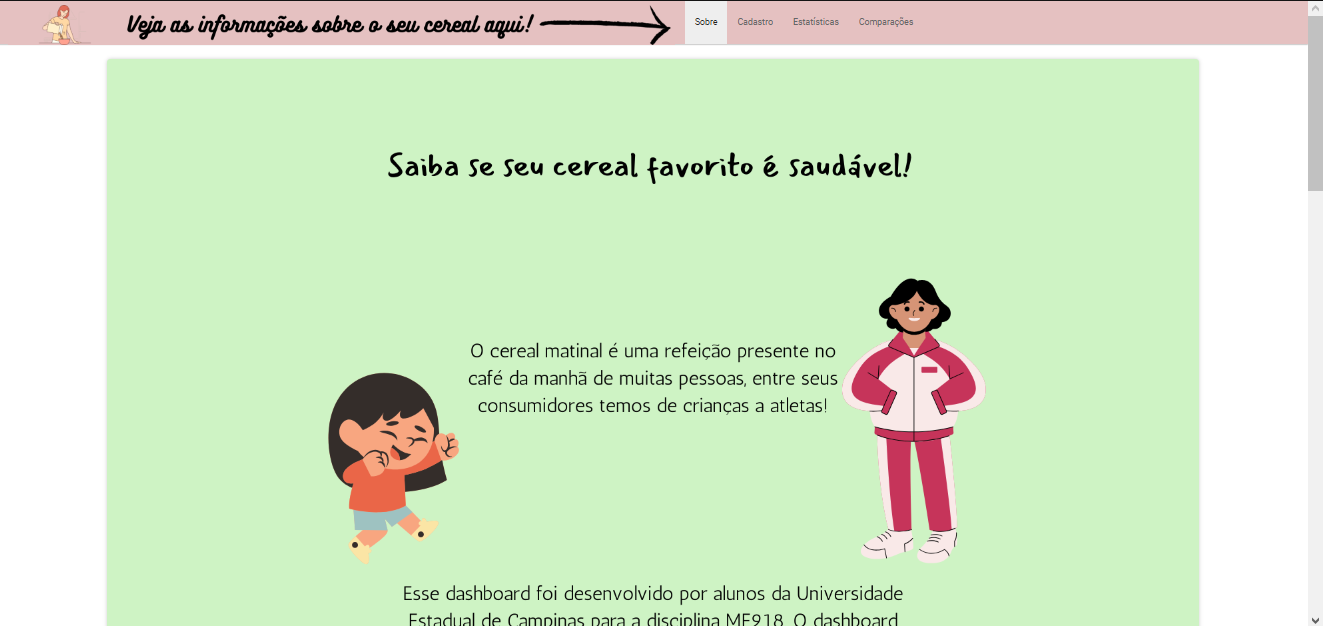 Veja as informações sobre o seu cereal aqui!
Sobre Cadastro Estatísticas Comparações
Saiba se seu cereal favorito é saudável!
O cereal matinal é uma refeição presente no
café da manhã de muitas pessoas, entre seus
consumidores temos de crianças a atletas!
Esse dashboard foi desenvolvido por alunos da Universidade
Estadual de Campinas para a disciplina ME918. O dashboard